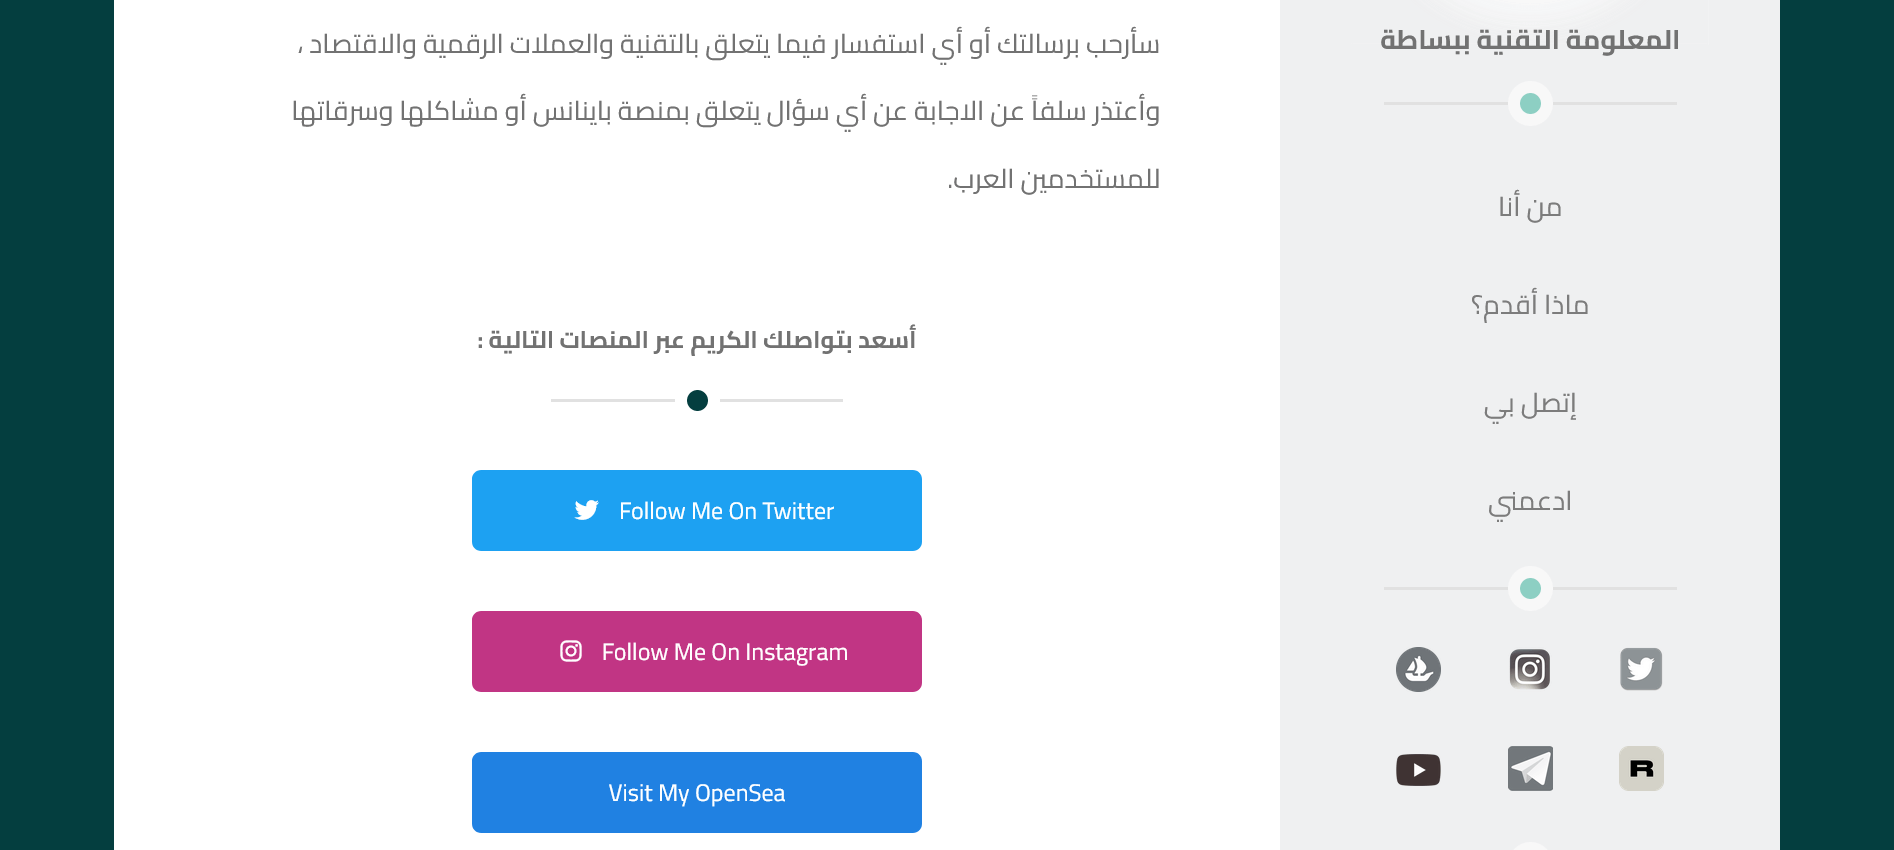 سأرحب برسالتك أو أي استفسار فيما يتعلق بالتقنية والعملات الرقمية والاقتصاد ،
وأعتذر سلفاً عن الاجابة عن أي سؤال يتعلق بمنصة باينانس أو مشاكلها وسرقاتها
للمستخدمين العرب.
أسعد بتواصلك الكريم عبر المنصات التالية :
Follow Me On Twitter
Follow Me On Instagram
Visit My OpenSea
المعلومة التقنية ببساطة
من أنا
ماذا أقدم؟
إتصل بي
ادعمني
R